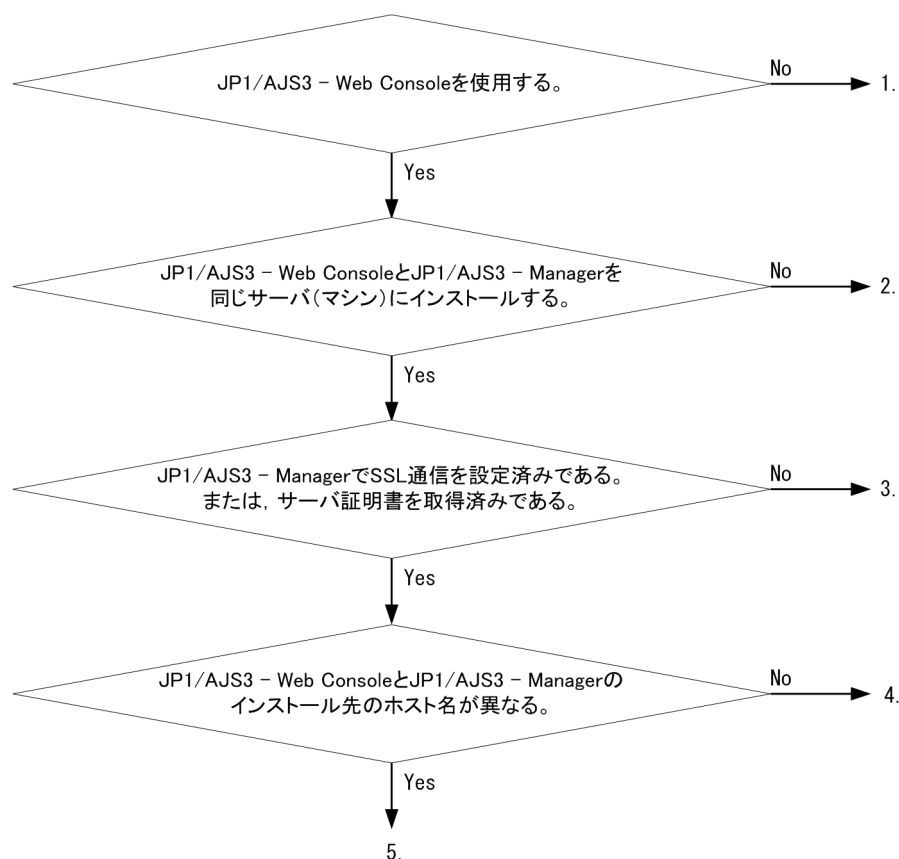 JP1/AJS3 − Web Consoleを使用する。
No
1.
Yes
JP1/AJS3 − Web ConsoleとJP1/AJS3 − Managerを
同じサーバ（マシン）にインストールする。
No
2.
Yes
JP1/AJS3 − ManagerでSSL通信を設定済みである。
または，サーバ証明書を取得済みである。
No
3.
Yes
JP1/AJS3 − Web ConsoleとJP1/AJS3 − Managerの
インストール先のホスト名が異なる。
No
4.
Yes
5.